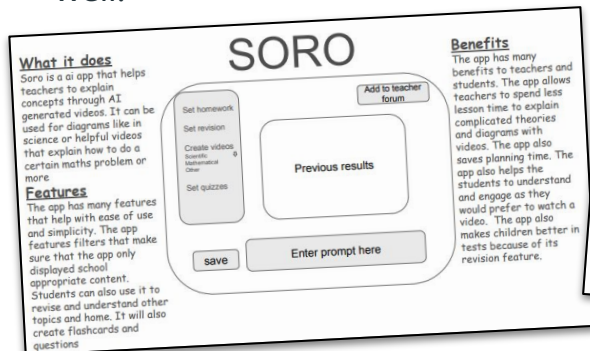 SORO
What it does
Soro is a ai app that helps
teachers to explain
concepts through AI
generated videos. It can be
used for diagrams like in
science or helpful videos
that explain how to do a
certain maths problem or
more
Features
The app has many features
that help with ease of use
and simplicity. The app
features filters that make
sure that the app only
displayed school
appropriate content.
Students can also use it to
revise and understand other
topics and home. It will also
create flashcards and
questions
Set homework
Set revision
Create videos
Scientific
Mathematical
Other
Set quizzes
Add to teacher
forum
Previous results
save
Enter prompt here
Benefits
The app has many
benefits to teachers and
students. The app allows
teachers to spend less
lesson time to explain
complicated theories
and diagrams with
videos. The app also
saves planning time. The
app also helps the
students to understand
and engage as they
would prefer to watch a
video. The app also
makes children better in
tests because of its
revision feature.